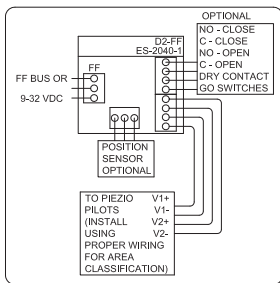 OPTIONAL
NO - CLOSE
C - CLOSE
NO - OPEN
C - OPEN
DRY CONTACT
GO SWITCHES
D2-FF
ES-2040-1
FF
FF BUS OR
9-32 VDC
POSITION
SENSOR
OPTIONAL
TO PIEZIO V1+
PILOTS V1-
(INSTALL V2+
USING V2-
PROPER WIRING
FOR AREA
CLASSIFICATION)